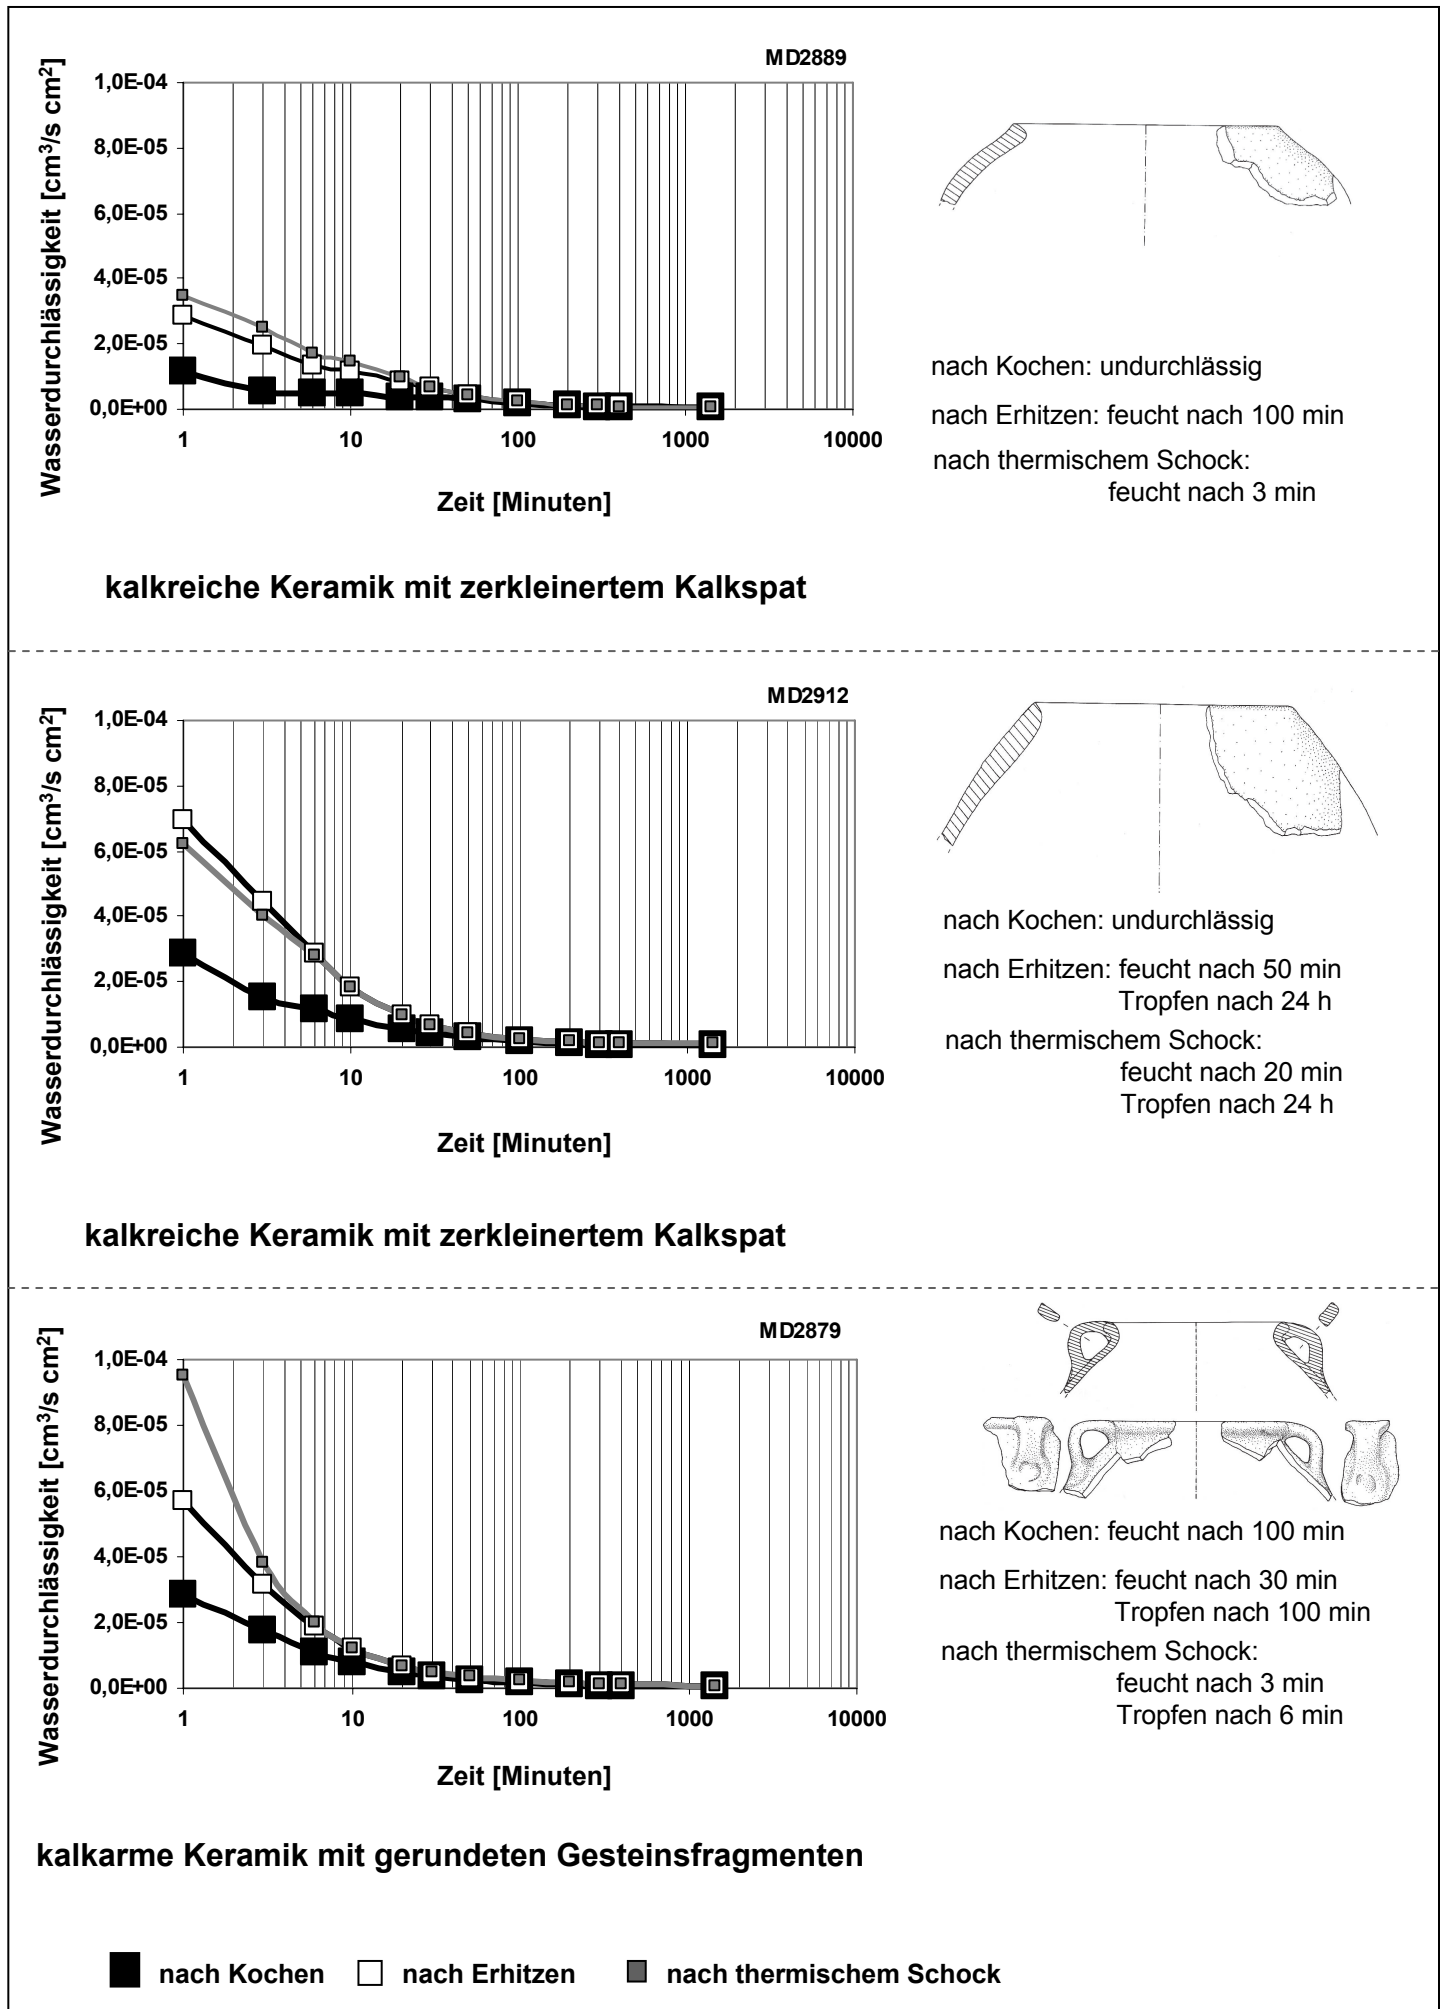 MD2889
Wasserdurchlässigkeit [cm³/s cm²]
1,0E-04
8,0E-05
6,0E-05
4,0E-05
2,0E-05
0,0E+00
1 10 100 1000 10000
Zeit [Minuten]
nach Kochen: undurchlässig
nach Erhitzen: feucht nach 100 min
nach thermischem Schock:
feucht nach 3 min
kalkreiche Keramik mit zerkleinertem Kalkspat
MD2912
Wasserdurchlässigkeit [cm³/s cm²]
1,0E-04
8,0E-05
6,0E-05
4,0E-05
2,0E-05
0,0E+00
1 10 100 1000 10000
Zeit [Minuten]
nach Kochen: undurchlässig
nach Erhitzen: feucht nach 50 min
Tropfen nach 24 h
nach thermischem Schock:
feucht nach 20 min
Tropfen nach 24 h
kalkreiche Keramik mit zerkleinertem Kalkspat
MD2879
Wasserdurchlässigkeit [cm³/s cm²]
1,0E-04
8,0E-05
6,0E-05
4,0E-05
2,0E-05
0,0E+00
1 10 100 1000 10000
Zeit [Minuten]
nach Kochen: feucht nach 100 min
nach Erhitzen: feucht nach 30 min
Tropfen nach 100 min
nach thermischem Schock:
feucht nach 3 min
Tropfen nach 6 min
kalkarme Keramik mit gerundeten Gesteinsfragmenten
nach Kochen nach Erhitzen nach thermischem Schock